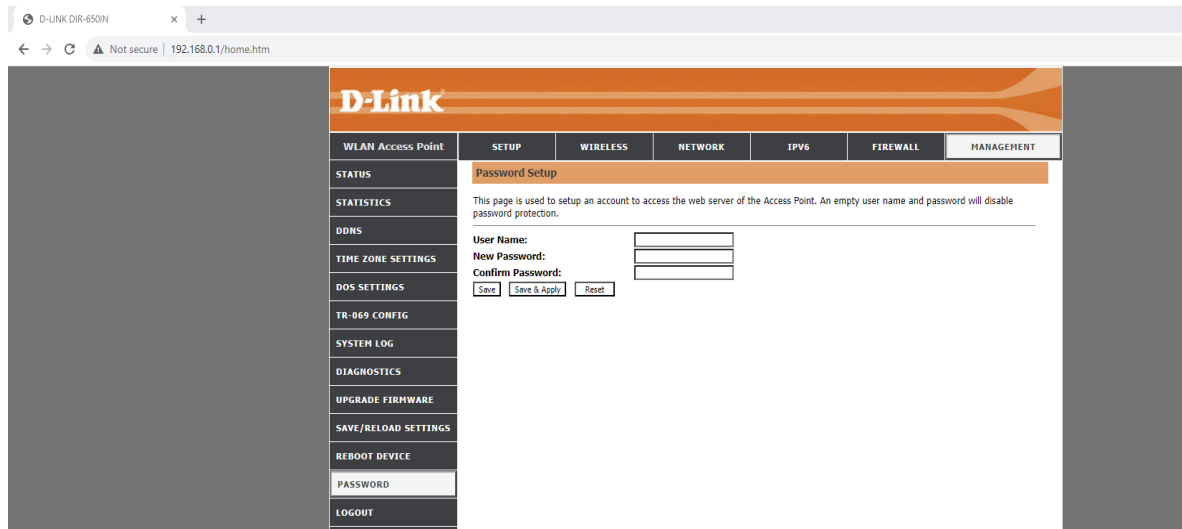 D-LINK DIR-650IN
Not secure | 192.168.0.1/home.htm
D-Link
WLAN Access Point
SETUP
WIRELESS
NETWORK
IPV6
FIREWALL
MANAGEMENT
STATUS
STATISTICS
DDNS
TIME ZONE SETTINGS
DOS SETTINGS
TR-069 CONFIG
SYSTEM LOG
DIAGNOSTICS
UPGRADE FIRMWARE
SAVE/RELOAD SETTINGS
REBOOT DEVICE
PASSWORD
LOGOUT
Password Setup
This page is used to setup an account to access the web server of the Access Point. An empty user name and password will disable
password protection.
User Name:
New Password:
Confirm Password:
Save
Save & Apply
Reset